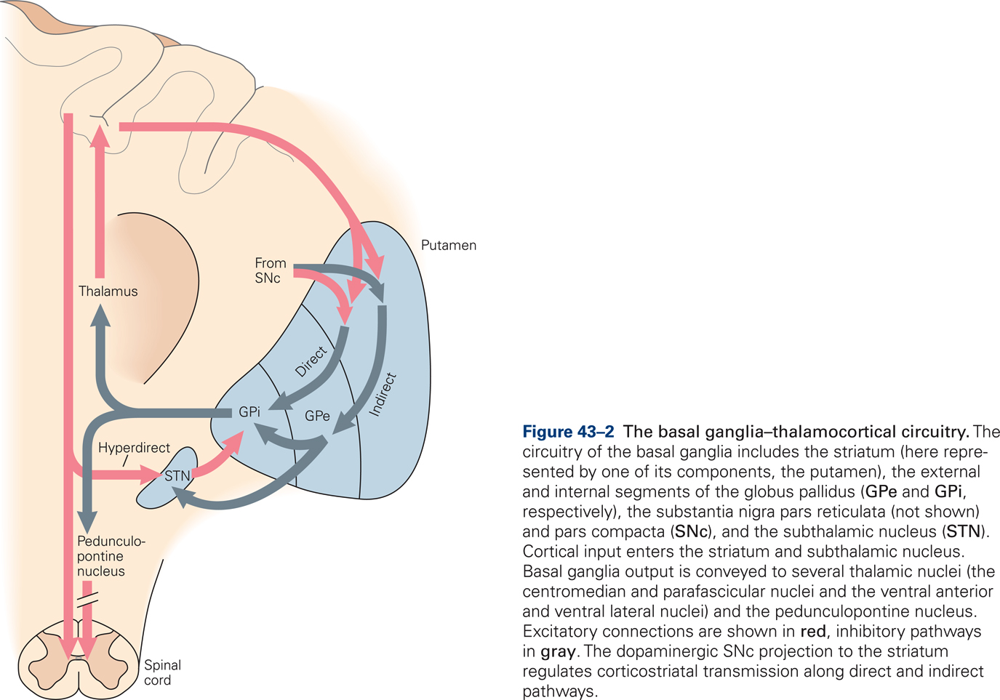 Putamen
From
SNc
Thalamus
Direct
Indirect
GPi
GPe
Hyperdirect
STN
Pedunculo-
pontine
nucleus
Spinal
cord
Figure 43–2 The basal ganglia–thalamocortical circuitry. The
circuitry of the basal ganglia includes the striatum (here repre-
sented by one of its components, the putamen), the external
and internal segments of the globus pallidus (GPe and GPi,
respectively), the substantia nigra pars reticulata (not shown)
and pars compacta (SNc), and the subthalamic nucleus (STN).
Cortical input enters the striatum and subthalamic nucleus.
Basal ganglia output is conveyed to several thalamic nuclei (the
centromedian and parafascicular nuclei and the ventral anterior
and ventral lateral nuclei) and the pedunculopontine nucleus.
Excitatory connections are shown in red, inhibitory pathways
in gray. The dopaminergic SNc projection to the striatum
regulates corticostriatal transmission along direct and indirect
pathways.